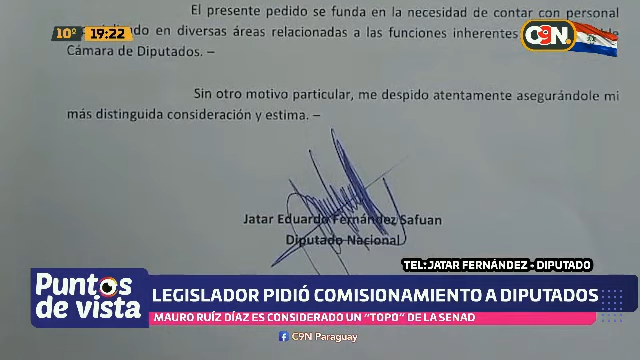 10º 19:22
C9N
El presente pedido se funda en la necesidad de contar con personal
en diversas áreas relacionadas a las funciones inherentes
Cámara de Diputados. –
Sin otro motivo particular, me despido atentamente asegurándole mi
más distinguida consideración y estima. –
Jatar Eduardo Fernández Safuan
Diputado Nacional
TEL: JATAR FERNÁNDEZ - DIPUTADO
Puntos
de vista
LEGISLADOR PIDIÓ COMISIONAMIENTO A DIPUTADOS
MAURO RUÍZ DÍAZ ES CONSIDERADO UN "TOPO" DE LA SENAD
C9N Paraguay